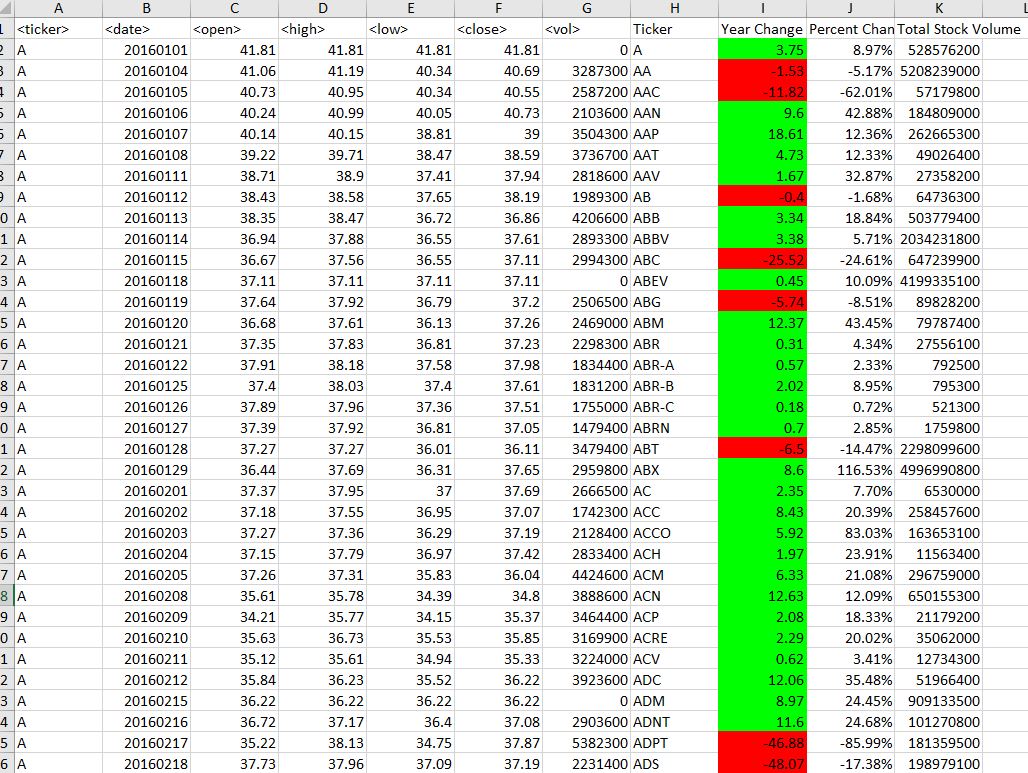 A B C D E F G H I J K L
1 <ticker> <date> <open> <high> <low> <close> <vol> Ticker Year Change Percent Chan Total Stock Volume
2 A 20160101 41.81 41.81 41.81 41.81 0 A 3.75 8.97% 528576200
3 A 20160104 41.06 41.19 40.34 40.69 3287300 AA -1.53 -5.17% 5208239000
4 A 20160105 40.73 40.95 40.34 40.55 2587200 AAC -11.82 -62.01% 57179800
5 A 20160106 40.24 40.99 40.05 40.73 2103600 AAN 9.6 42.88% 184809000
6 A 20160107 40.14 40.15 38.81 39 3504300 AAP 18.61 12.36% 262665300
7 A 20160108 39.22 39.71 38.47 38.59 3736700 AAT 4.73 12.33% 49026400
8 A 20160111 38.71 38.9 37.41 37.94 2818600 AAV 1.67 32.87% 27358200
9 A 20160112 38.43 38.58 37.65 38.19 1989300 AB -0.4 -1.68% 64736300
0 A 20160113 38.35 38.47 36.72 36.86 4206600 ABB 3.34 18.84% 503779400
1 A 20160114 36.94 37.88 36.55 37.61 2893300 ABBV 3.38 5.71% 2034231800
2 A 20160115 36.67 37.56 36.55 37.11 2994300 ABC -25.52 -24.61% 647239900
3 A 20160118 37.11 37.11 37.11 37.11 0 ABEV 0.45 10.09% 4199335100
4 A 20160119 37.64 37.92 36.79 37.2 2506500 ABG -5.74 -8.51% 89828200
5 A 20160120 36.68 37.61 36.13 37.26 2469000 ABM 12.37 43.45% 79787400
6 A 20160121 37.35 37.83 36.81 37.23 2298300 ABR 0.31 4.34% 27556100
7 A 20160122 37.91 38.18 37.58 37.98 1834400 ABR-A 0.57 2.33% 792500
8 A 20160125 37.4 38.03 37.4 37.61 1831200 ABR-B 2.02 8.95% 795300
9 A 20160126 37.89 37.96 37.36 37.51 1755000 ABR-C 0.18 0.72% 521300
0 A 20160127 37.39 37.92 36.81 37.05 1479400 ABRN 0.7 2.85% 1759800
1 A 20160128 37.27 37.27 36.01 36.11 3479400 ABT -6.5 -14.47% 2298099600
2 A 20160129 36.44 37.69 36.31 37.65 2959800 ABX 8.6 116.53% 4996990800
3 A 20160201 37.37 37.95 37 37.69 2666500 AC 2.35 7.70% 6530000
4 A 20160202 37.18 37.55 36.95 37.07 1742300 ACC 8.43 20.39% 258457600
5 A 20160203 37.27 37.36 36.29 37.19 2128400 ACCO 5.92 83.03% 163653100
6 A 20160204 37.15 37.79 36.97 37.42 2833400 ACH 1.97 23.91% 11563400
7 A 20160205 37.26 37.31 35.83 36.04 4424600 ACM 6.33 21.08% 296759000
8 A 20160208 35.61 35.78 34.39 34.8 3888600 ACN 12.63 12.09% 650155300
9 A 20160209 34.21 35.77 34.15 35.37 3464400 ACP 2.08 18.33% 21179200
0 A 20160210 35.63 36.73 35.53 35.85 3169900 ACRE 2.29 20.02% 35062000
1 A 20160211 35.12 35.61 34.94 35.33 3224000 ACV 0.62 3.41% 12734300
2 A 20160212 35.84 36.23 35.52 36.22 3923600 ADC 12.06 35.48% 51966400
3 A 20160215 36.22 36.22 36.22 36.22 0 ADM 8.97 24.45% 909133500
4 A 20160216 36.72 37.17 36.4 37.08 2903600 ADNT 11.6 24.68% 101270800
5 A 20160217 35.22 38.13 34.75 37.87 5382300 ADPT -46.88 -85.99% 181359500
6 A 20160218 37.73 37.96 37.09 37.19 2231400 ADS -48.07 -17.38% 198979100